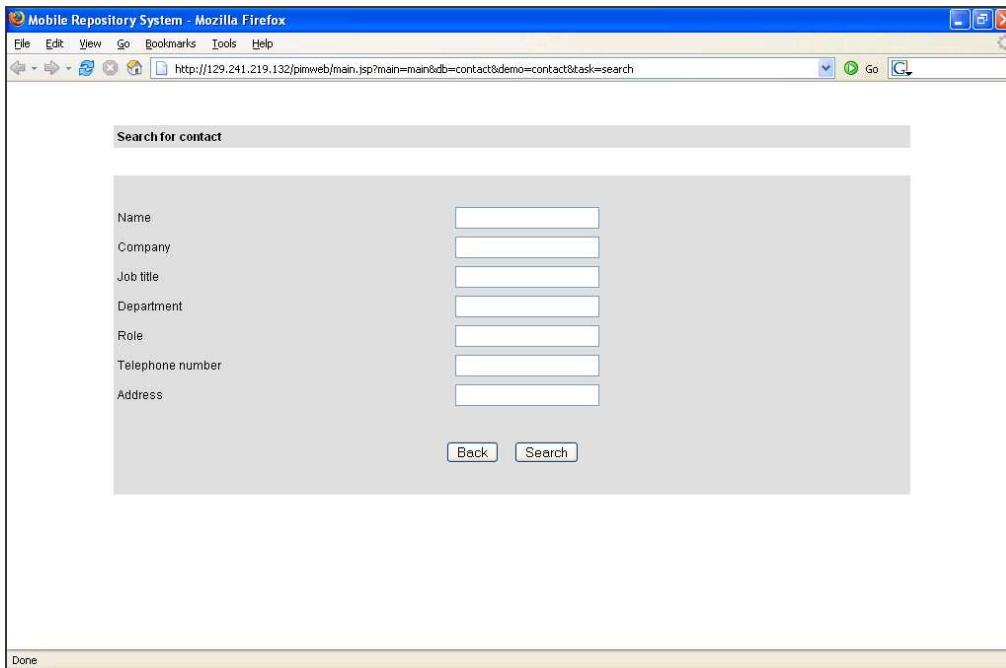 Mobile Repository System - Mozilla Firefox
File Edit View Go Bookmarks Tools Help
http://129.241.219.132/pimweb/main.jsp?main=main&db=contact&demo=contact&task=search Go G
Search for contact
Name
Company
Job title
Department
Role
Telephone number
Address
Back Search
Done